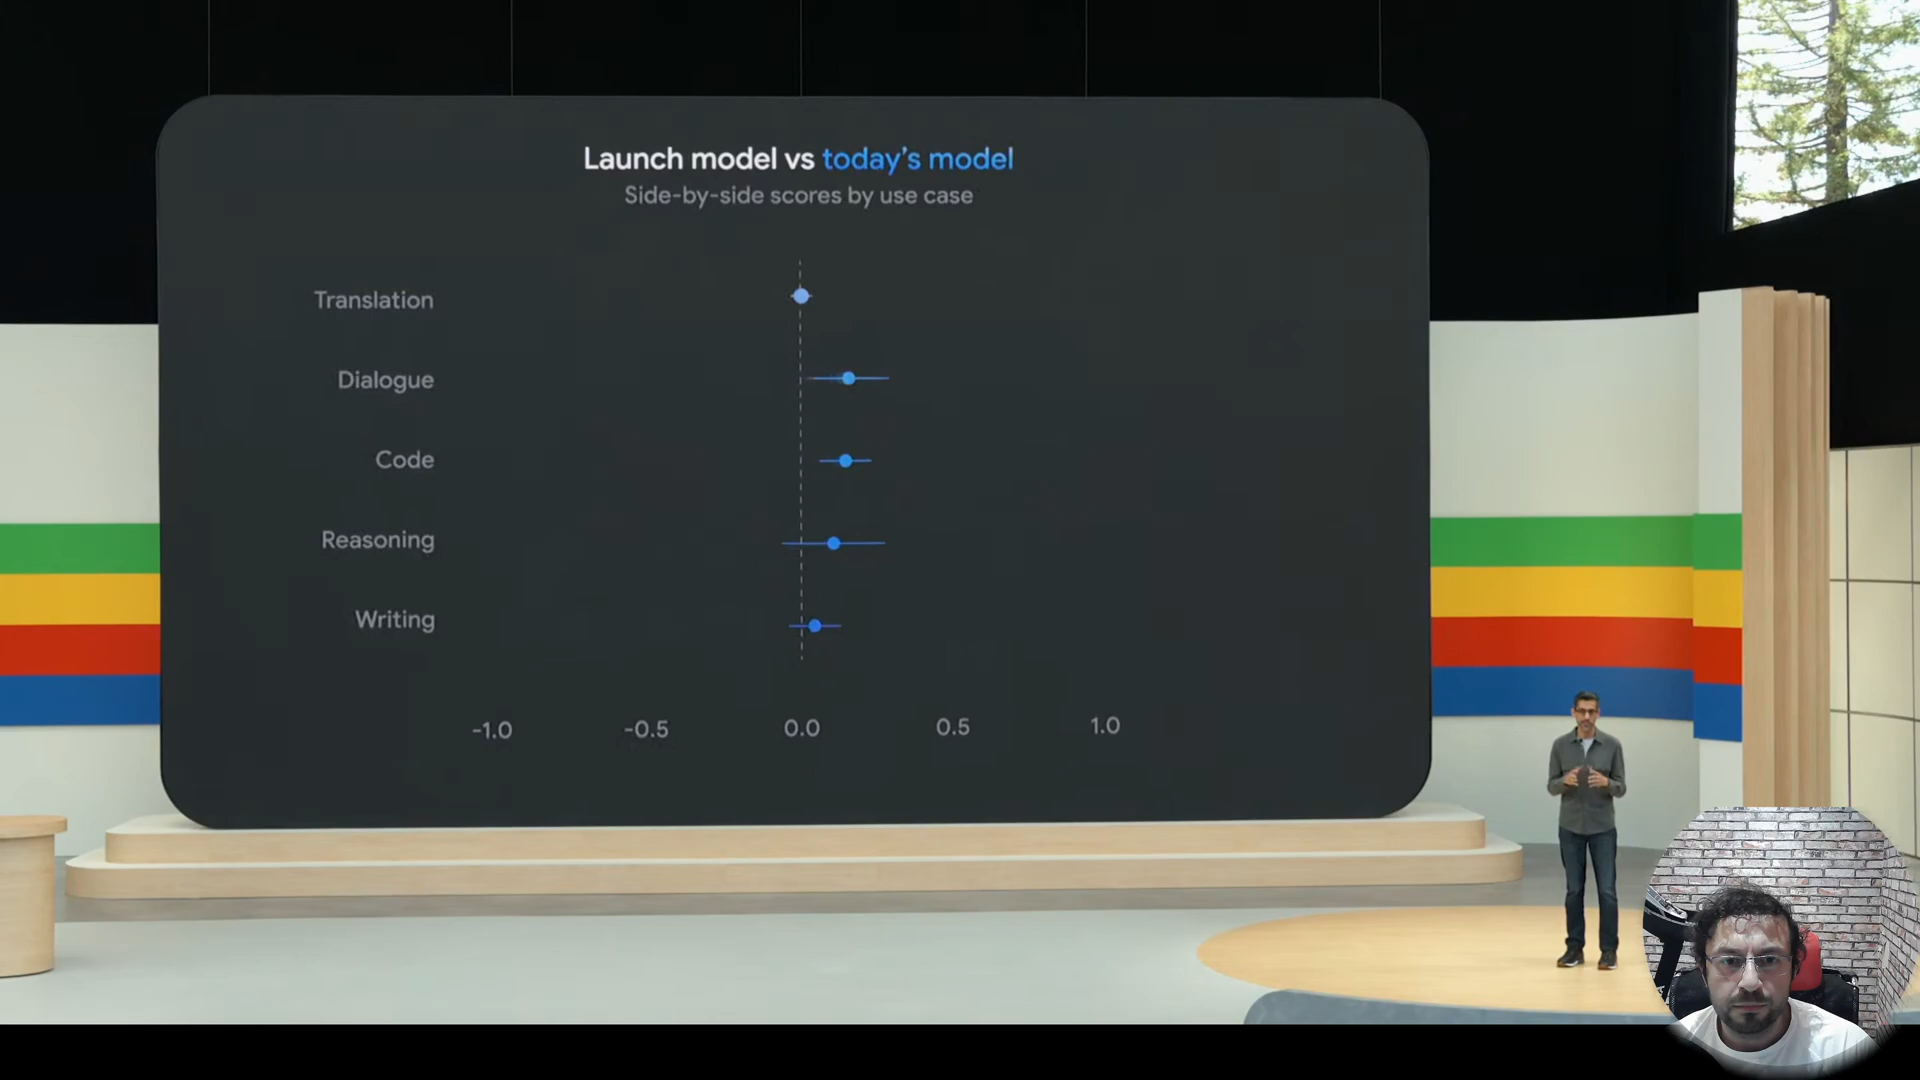 Launch model vs today's model
Side-by-side scores by use case
Translation
Dialogue
Code
Reasoning
Writing
-1.0 -0.5 0.0 0.5 1.0